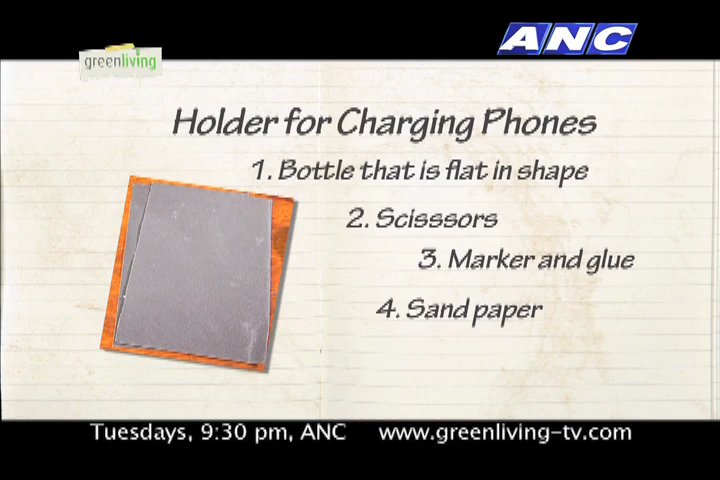 greenliving
ANC
Holder for Charging Phones
1. Bottle that is flat in shape
2. Scisssors
3. Marker and glue
4. Sand paper
Tuesdays, 9:30 pm, ANC www.greenliving-tv.com